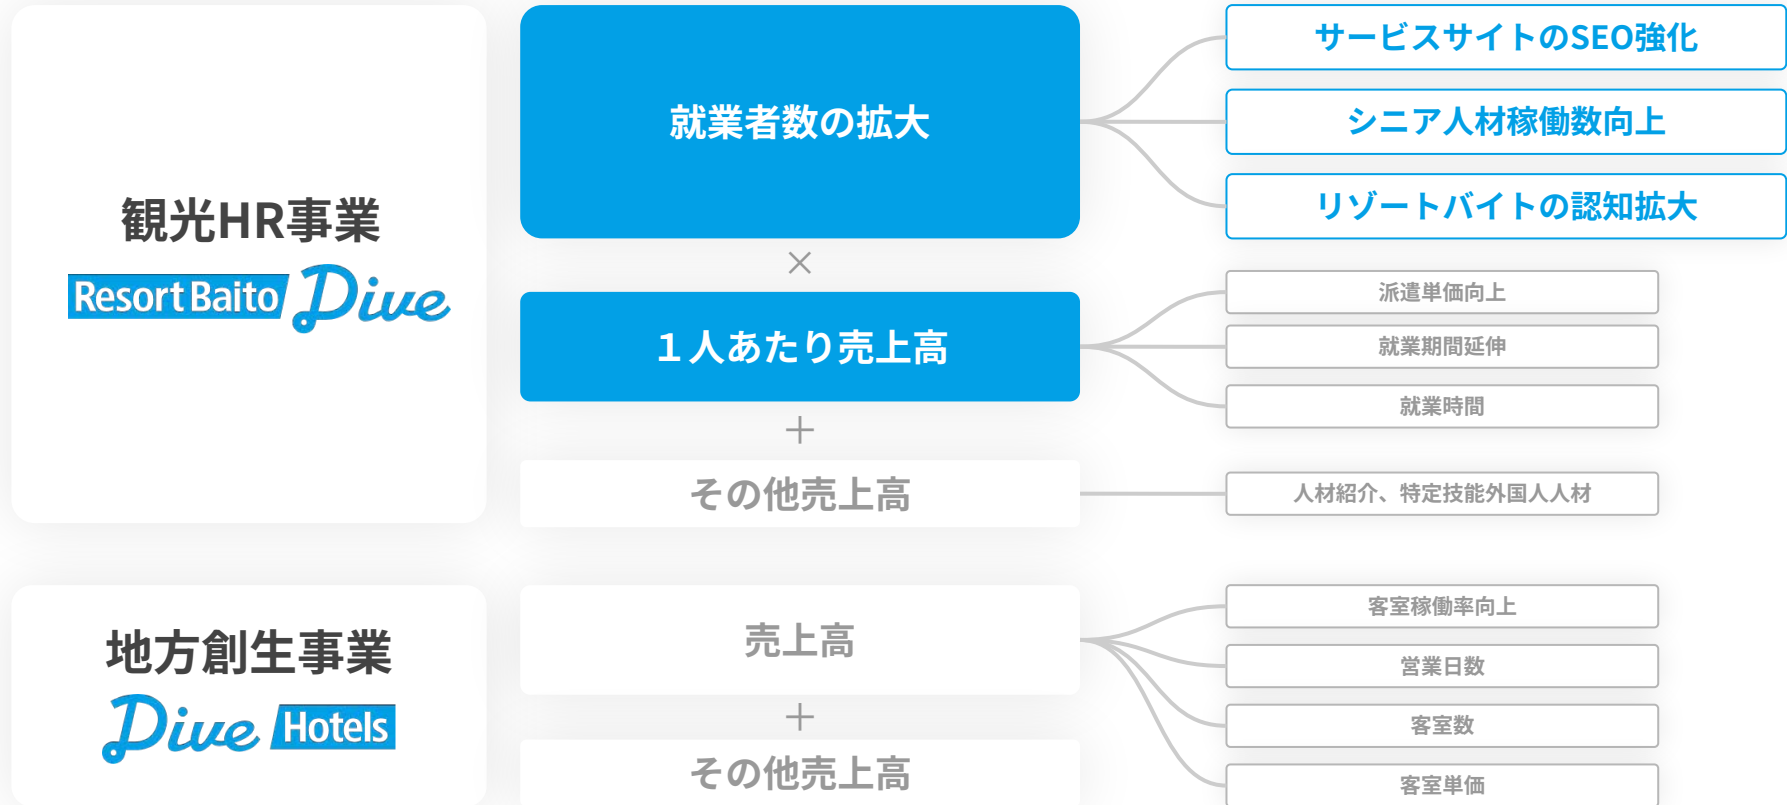 観光HR事業
Resort Baito Dive
就業者数の拡大
サービスサイトのSEO強化
シニア人材稼働数向上
リゾートバイトの認知拡大
×
１人あたり売上高
派遣単価向上
就業期間延伸
就業時間
+
その他売上高
人材紹介、特定技能外国人人材
地方創生事業
Dive Hotels
売上高
客室稼働率向上
営業日数
客室数
客室単価
+
その他売上高